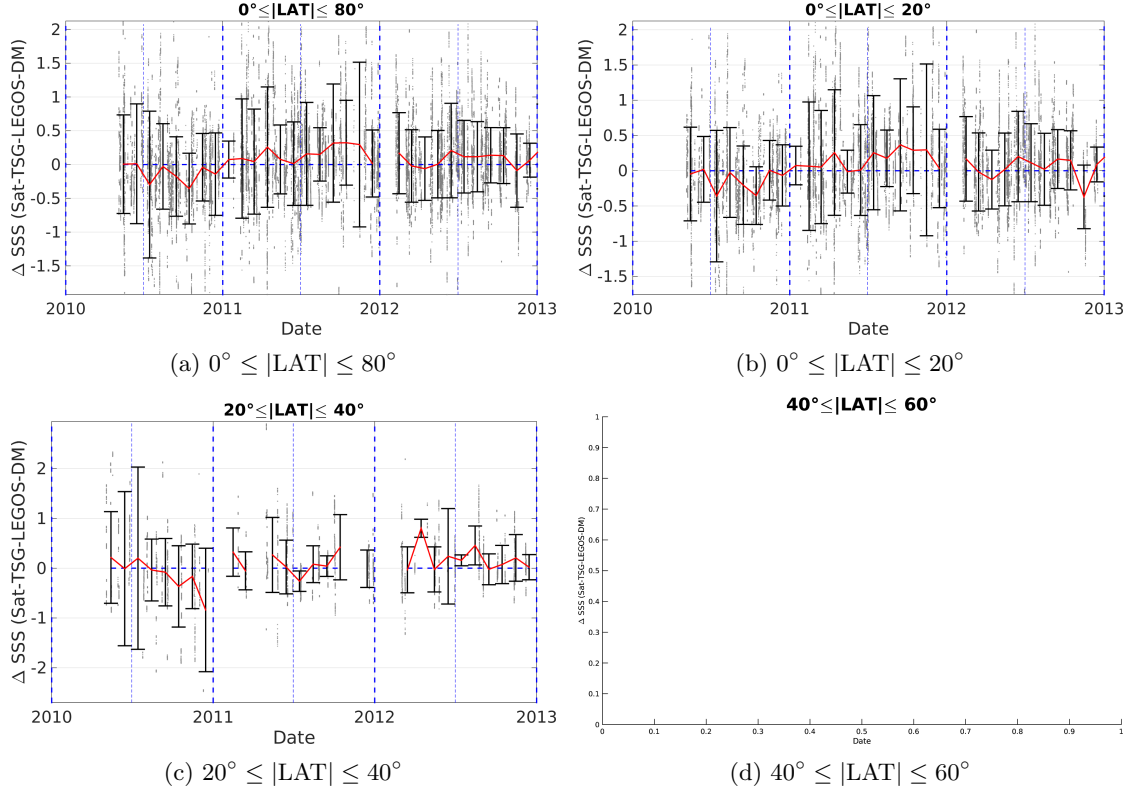 0°≤|LAT|≤ 80°
Δ SSS (Sat-TSG-LEGOS-DM)
2
1.5
1
0.5
0
-0.5
-1
-1.5
2010 2011 2012 2013
Date
(a) 0° ≤ |LAT| ≤ 80°
0°≤|LAT|≤ 20°
Δ SSS (Sat-TSG-LEGOS-DM)
2
1.5
1
0.5
0
-0.5
-1
-1.5
2010 2011 2012 2013
Date
(b) 0° ≤ |LAT| ≤ 20°
20°≤|LAT|≤ 40°
Δ SSS (Sat-TSG-LEGOS-DM)
2
1
0
-1
-2
2010 2011 2012 2013
Date
(c) 20° ≤ |LAT| ≤ 40°
40°≤|LAT|≤ 60°
Δ SSS (Sat-TSG-LEGOS-DM)
1
0.9
0.8
0.7
0.6
0.5
0.4
0.3
0.2
0.1
0
0 0.1 0.2 0.3 0.4 0.5 0.6 0.7 0.8 0.9 1
Date
(d) 40° ≤ |LAT| ≤ 60°